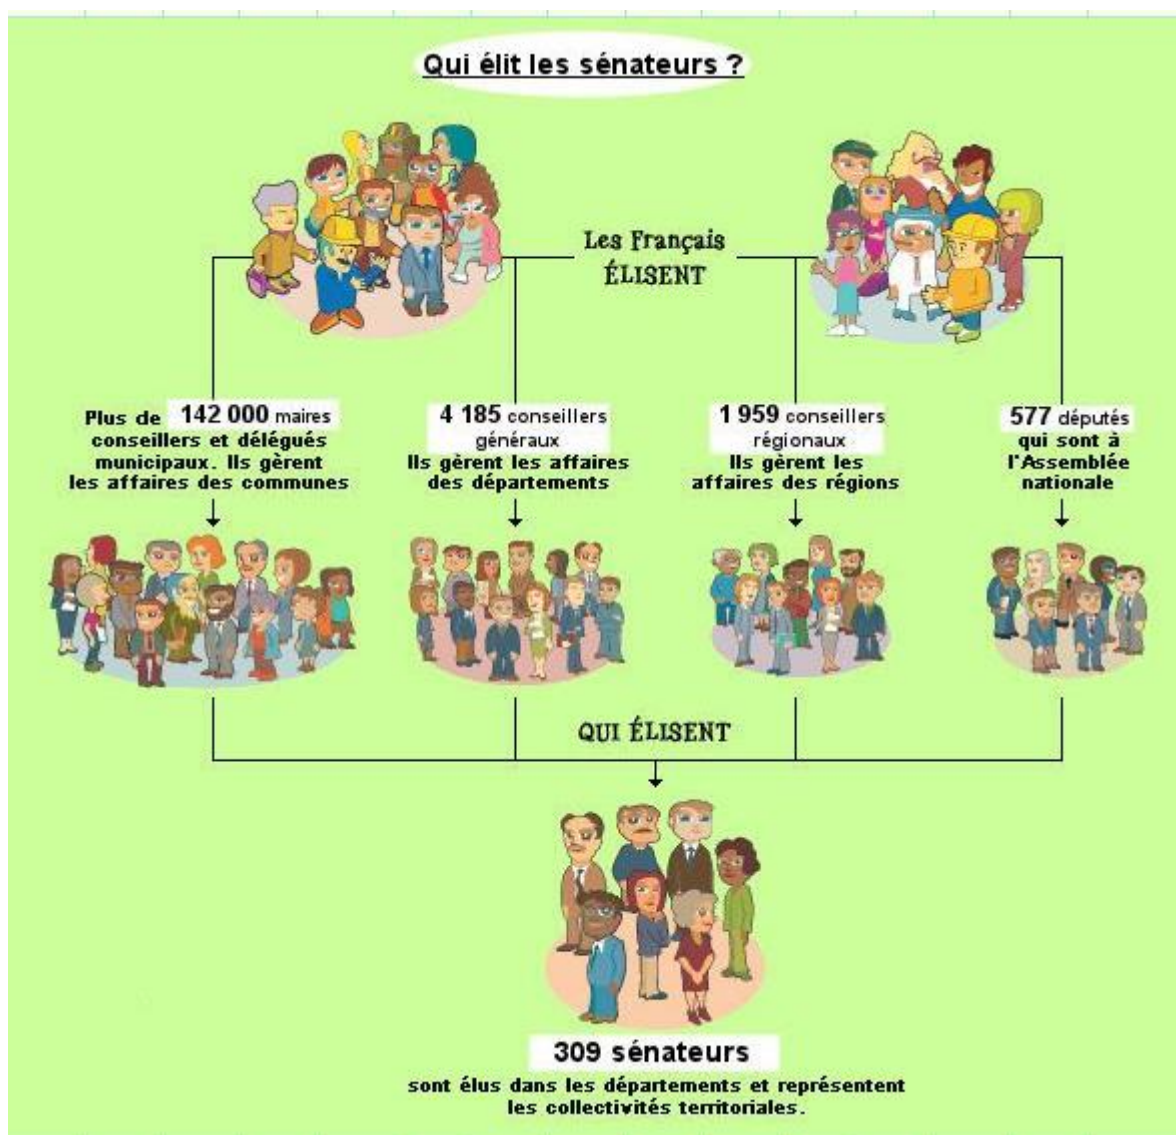 Qui élit les sénateurs ?
Les Français
ÉLISENT
Plus de 142 000 maires
conseillers et délégués
municipaux. Ils gèrent
les affaires des communes
4 185 conseillers
généraux
Ils gèrent les affaires
des départements
1 959 conseillers
régionaux
Ils gèrent les
affaires des régions
577 députés
qui sont à
l'Assemblée
nationale
QUI ÉLISENT
309 sénateurs
sont élus dans les départements et représentent
les collectivités territoriales.